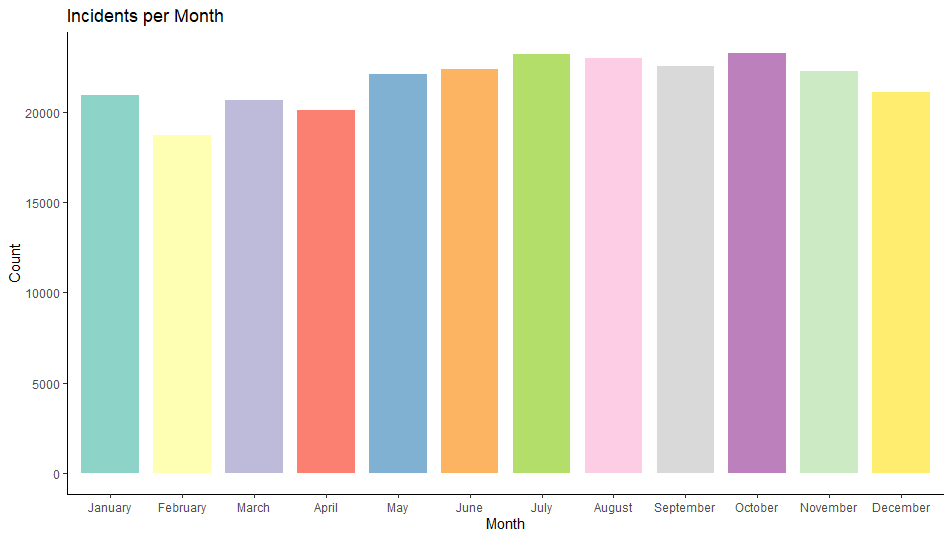 Incidents per Month
Count
20000
15000
10000
5000
0
January February March April May June July August September October November December
Month